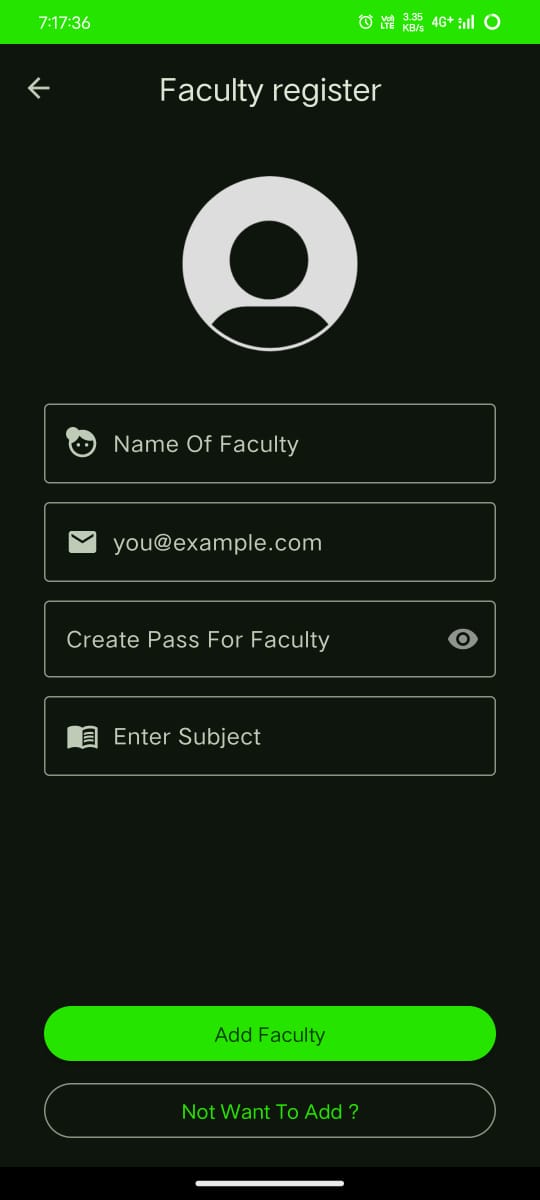 7:17:36
Vo) LTE 3.35 KB/s 4G+
Faculty register
Name Of Faculty
you@example.com
Create Pass For Faculty
Enter Subject
Add Faculty
Not Want To Add ?